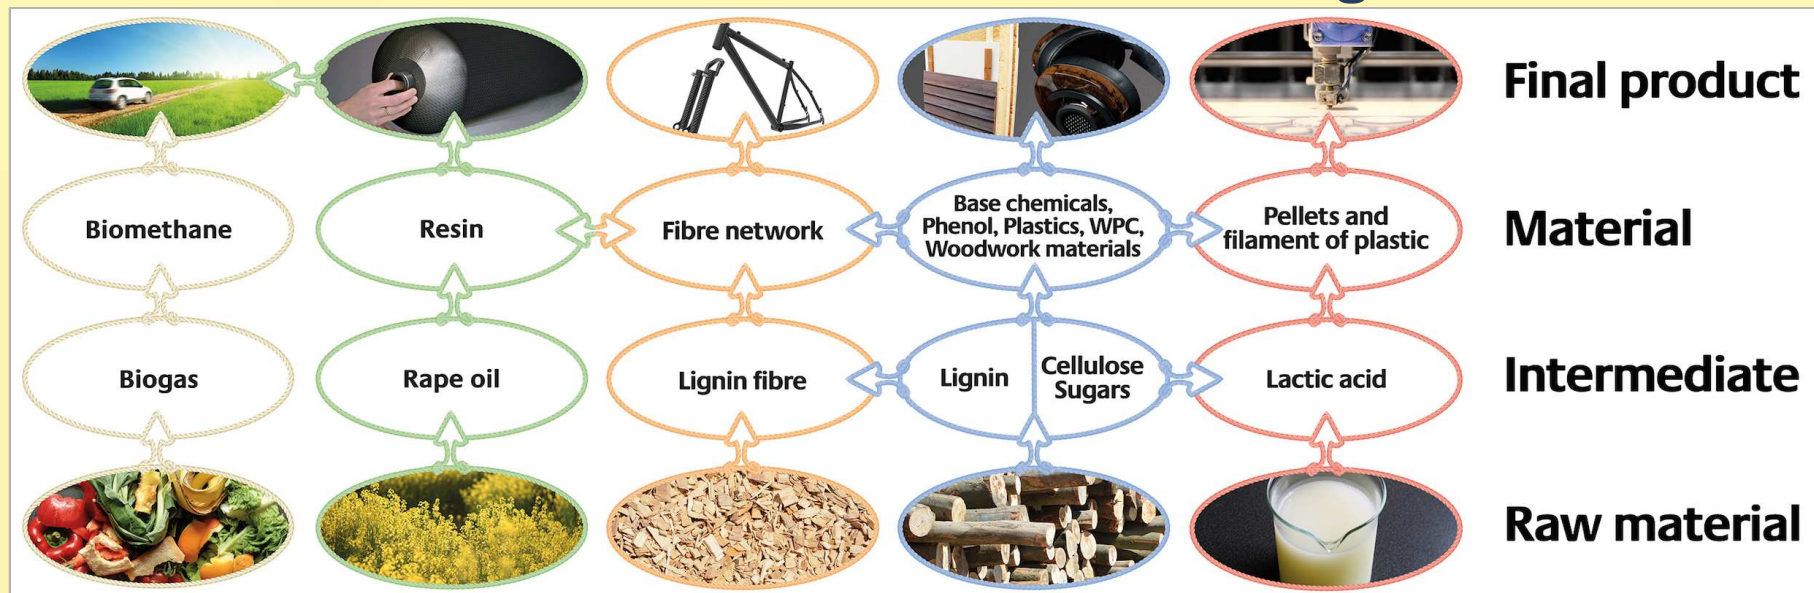 Final product
Biomethane
Resin
Fibre network
Base chemicals,
Phenol, Plastics, WPC,
Woodwork materials
Pellets and
filament of plastic
Material
Biogas
Rape oil
Lignin fibre
Lignin
Cellulose
Sugars
Lactic acid
Intermediate
Raw material